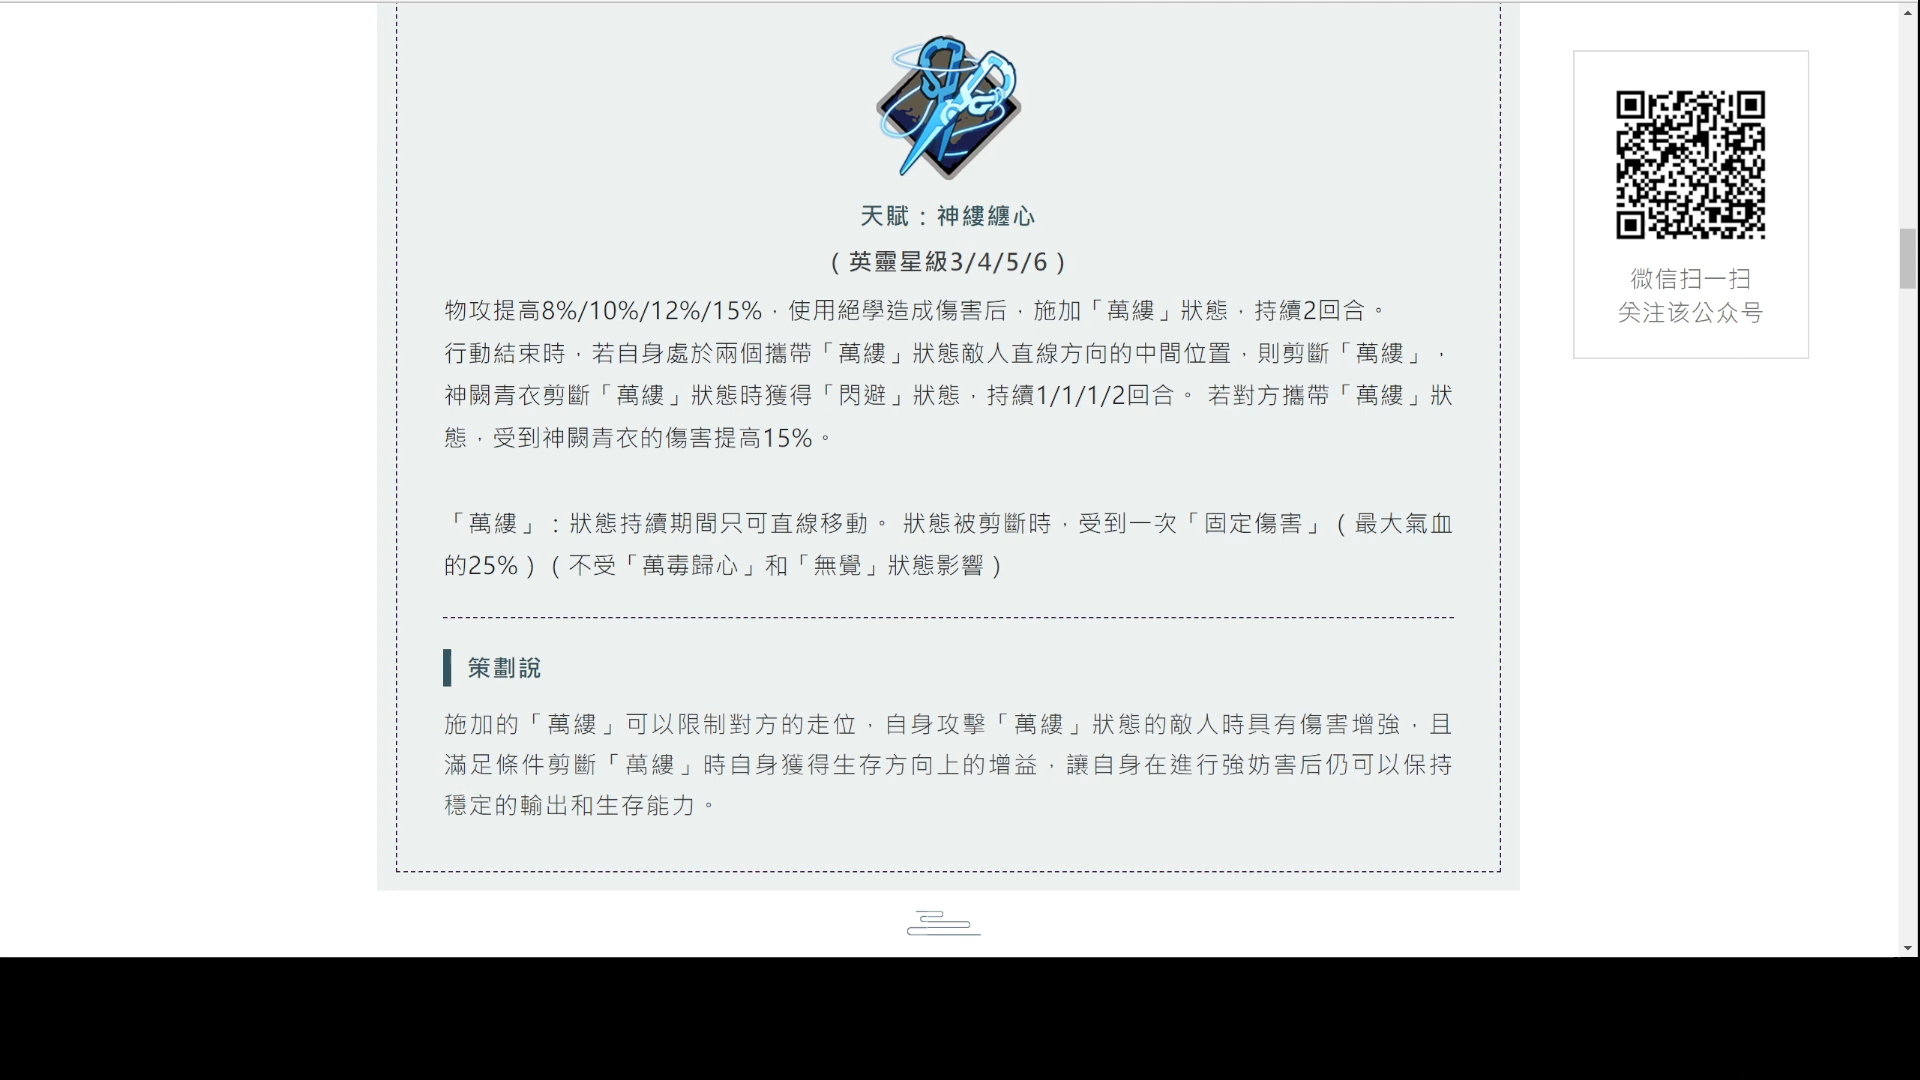 天賦：神縷纏心
（英靈星級3/4/5/6）
物攻提高8%/10%/12%/15%，使用絕學造成傷害后，施加「萬縷」狀態，持續2回合。
行動結束時，若自身處於兩個攜帶「萬縷」狀態敵人直線方向的中間位置，則剪斷「萬縷」，
神闕青衣剪斷「萬縷」狀態時獲得「閃避」狀態，持續1/1/1/2回合。 若對方攜帶「萬縷」狀
態，受到神闕青衣的傷害提高15%。
「萬縷」：狀態持續期間只可直線移動。 狀態被剪斷時，受到一次「固定傷害」（最大氣血
的25%）（不受「萬毒歸心」和「無覺」狀態影響）
策劃說
施加的「萬縷」可以限制對方的走位，自身攻擊「萬縷」狀態的敵人時具有傷害增強，且
滿足條件剪斷「萬縷」時自身獲得生存方向上的增益，讓自身在進行強妨害后仍可以保持
穩定的輸出和生存能力。
微信扫一扫
关注该公众号